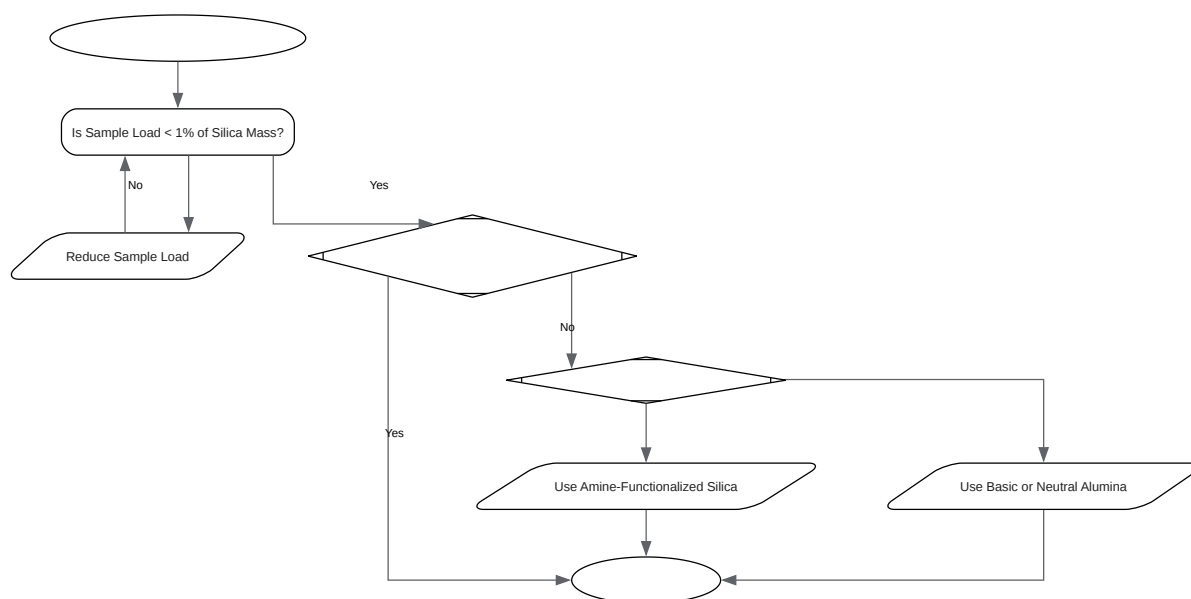 Is Sample Load < 1% of Silica Mass?
No
Yes
Reduce Sample Load
No
Yes
Use Amine-Functionalized Silica
Use Basic or Neutral Alumina